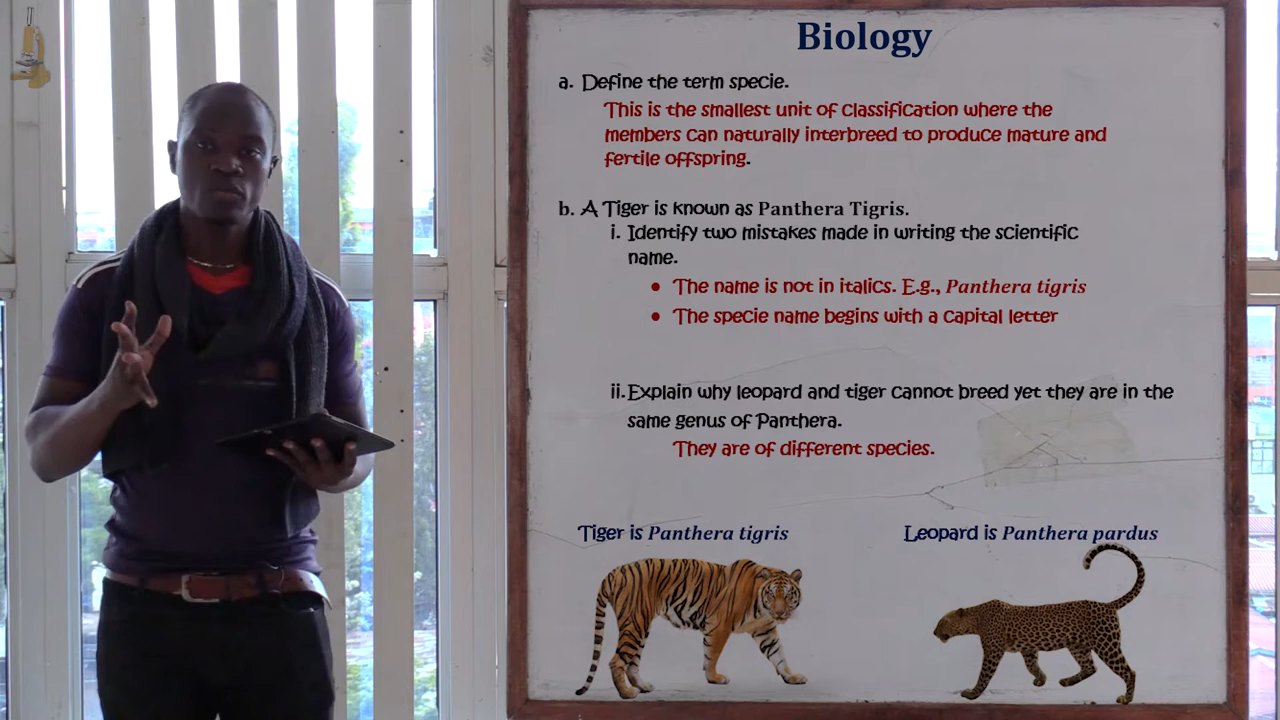 Biology
a. Define the term specie.
This is the smallest unit of classification where the
members can naturally interbreed to produce mature and
fertile offspring.
b. A Tiger is known as Panthera Tigris.
i. Identify two mistakes made in writing the scientific
name.
• The name is not in italics. E.g., Panthera tigris
• The specie name begins with a capital letter
ii. Explain why leopard and tiger cannot breed yet they are in the
same genus of Panthera.
They are of different species.
Tiger is Panthera tigris
Leopard is Panthera pardus